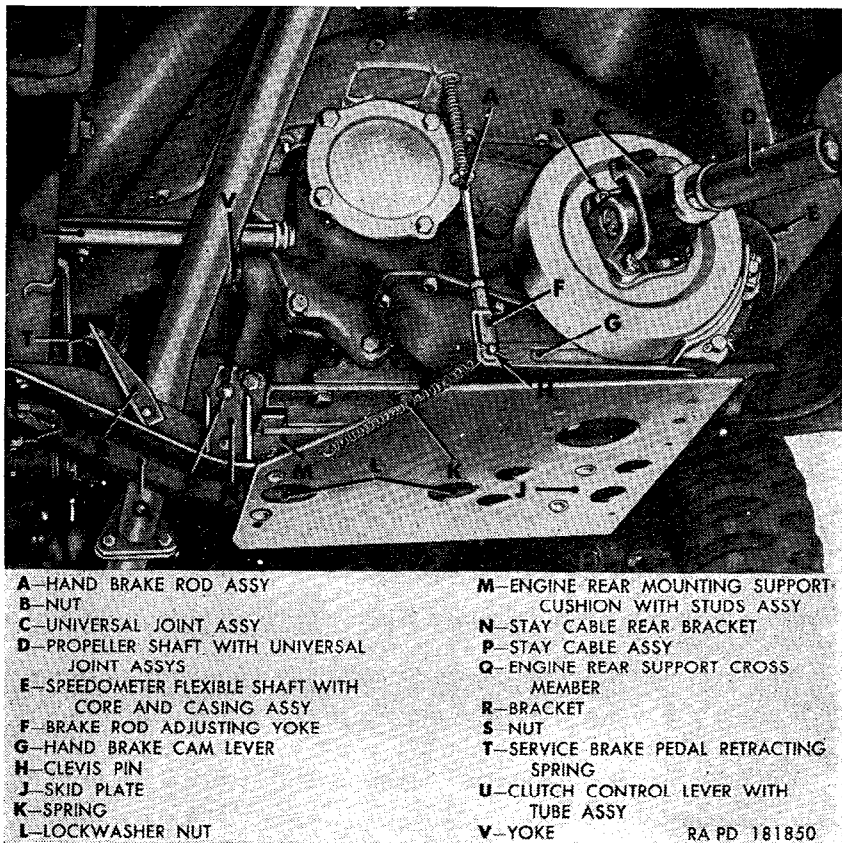 A
B
C
D
V
E
F
G
T
H
M
L
K
J
A—HAND BRAKE ROD ASSY
B—NUT
C—UNIVERSAL JOINT ASSY
D—PROPELLER SHAFT WITH UNIVERSAL
JOINT ASSYS
E—SPEEDOMETER FLEXIBLE SHAFT WITH
CORE AND CASING ASSY
F—BRAKE ROD ADJUSTING YOKE
G—HAND BRAKE CAM LEVER
H—CLEVIS PIN
J—SKID PLATE
K—SPRING
L—LOCKWASHER NUT
M—ENGINE REAR MOUNTING SUPPORT
CUSHION WITH STUDS ASSY
N—STAY CABLE REAR BRACKET
P—STAY CABLE ASSY
Q—ENGINE REAR SUPPORT CROSS
MEMBER
R—BRACKET
S—NUT
T—SERVICE BRAKE PEDAL RETRACTING
SPRING
U—CLUTCH CONTROL LEVER WITH
TUBE ASSY
V—YOKE
RA PD 181850